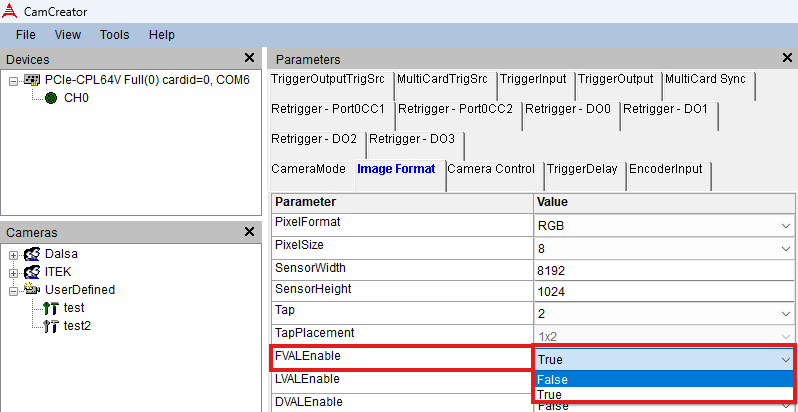 CamCreator
File View Tools Help
Devices
PCIe-CPL64V Full(0) cardid=0, COM6
CH0
Cameras
Dalsa
ITEK
UserDefined
test
test2
Parameters
TriggerOutputTrigSrc MultiCardTrigSrc TriggerInput TriggerOutput MultiCard Sync
Retrigger - Port0CC1 Retrigger - Port0CC2 Retrigger - DO0 Retrigger - DO1
Retrigger - DO2 Retrigger - DO3
CameraMode Image Format Camera Control TriggerDelay EncoderInput
Parameter Value
PixelFormat RGB
PixelSize 8
SensorWidth 8192
SensorHeight 1024
Tap 2
TapPlacement 1x2
FVALEnable True
LVALEnable False
True
DVALEnable False